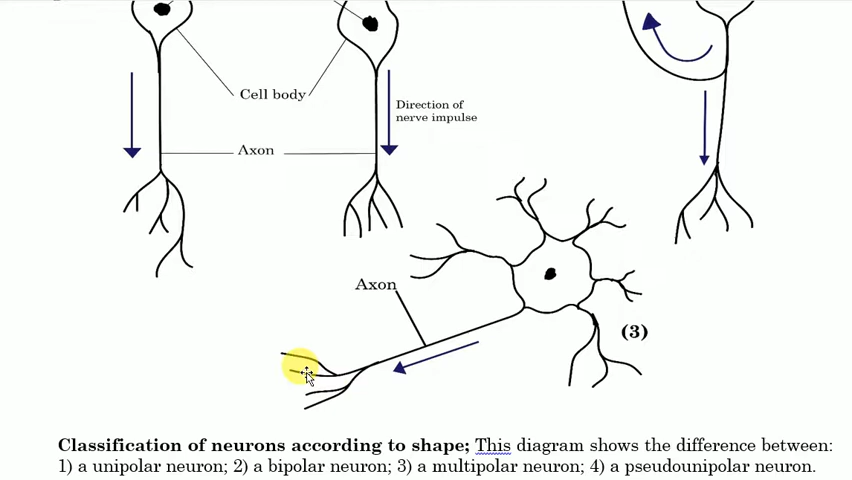 Cell body
Direction of
nerve impulse
Axon
Axon
(3)
Classification of neurons according to shape; This diagram shows the difference between:
1) a unipolar neuron; 2) a bipolar neuron; 3) a multipolar neuron; 4) a pseudounipolar neuron.